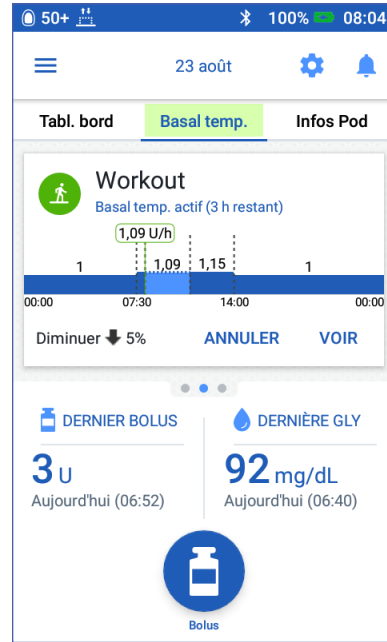 50+ 100% 08:04
23 août
Tabl. bord Basal temp. Infos Pod
Workout
Basal temp. actif (3 h restant)
1,09 U/h
1 1,09 1,15 1
00:00 07:30 14:00 00:00
Diminuer 5% ANNULER VOIR
DERNIER BOLUS DERNIÈRE GLY
3 U 92 mg/dL
Aujourd'hui (06:52) Aujourd'hui (06:40)
Bolus